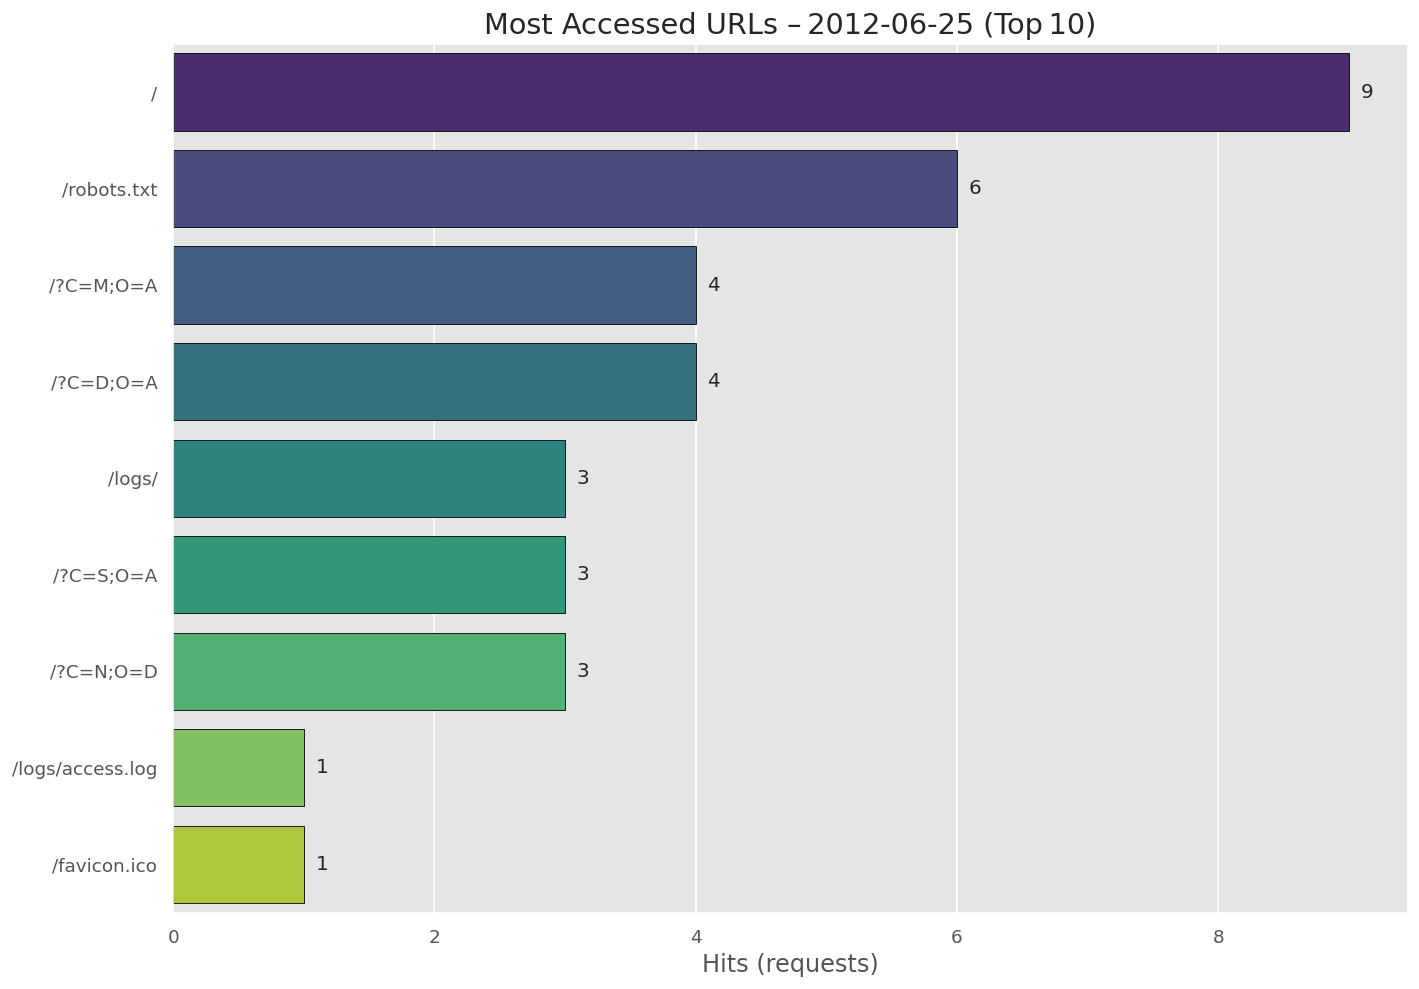 Most Accessed URLs – 2012-06-25 (Top 10)
/ 9
/robots.txt 6
/?C=M;O=A 4
/?C=D;O=A 4
/logs/ 3
/?C=S;O=A 3
/?C=N;O=D 3
/logs/access.log 1
/favicon.ico 1
0 2 4 6 8
Hits (requests)